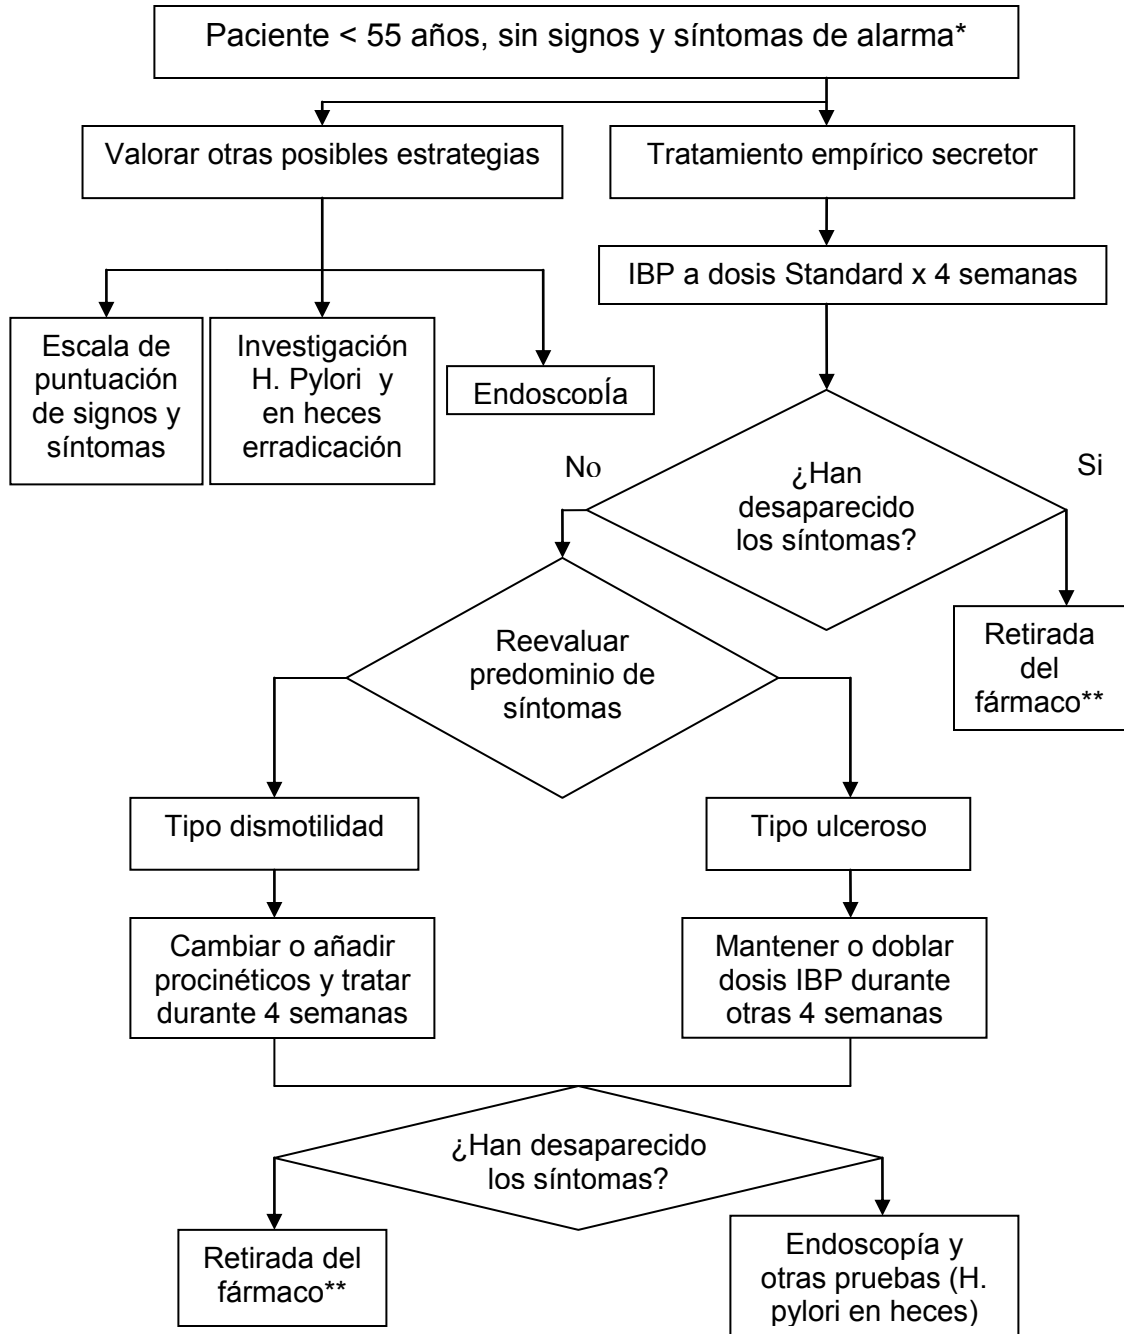 Paciente < 55 años, sin signos y síntomas de alarma*
Valorar otras posibles estrategias
Tratamiento empírico secretor
IBP a dosis Standard x 4 semanas
Escala de
puntuación
de signos y
síntomas
Investigación
H. Pylori y
en heces
erradicación
Endoscopía
No
Si
¿Han
desaparecido
los síntomas?
Retirada
del
fármaco**
Reevaluar
predominio de
síntomas
Tipo dismotilidad
Tipo ulceroso
Cambiar o añadir
procinéticos y tratar
durante 4 semanas
Mantener o doblar
dosis IBP durante
otras 4 semanas
¿Han desaparecido
los síntomas?
Retirada del
fármaco**
Endoscopía y
otras pruebas (H.
pylori en heces)